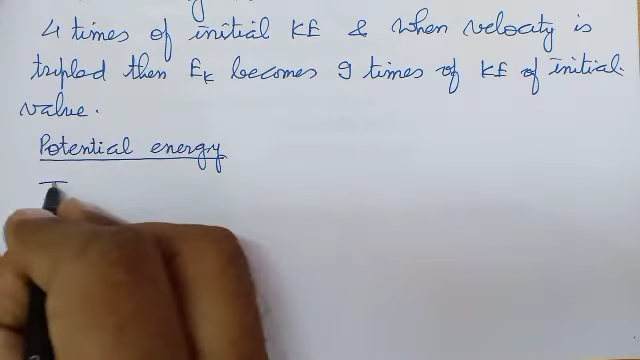 4 times of initial KE & when velocity is
tripled then Eₖ becomes 9 times of KE of initial
value.
Potential energy